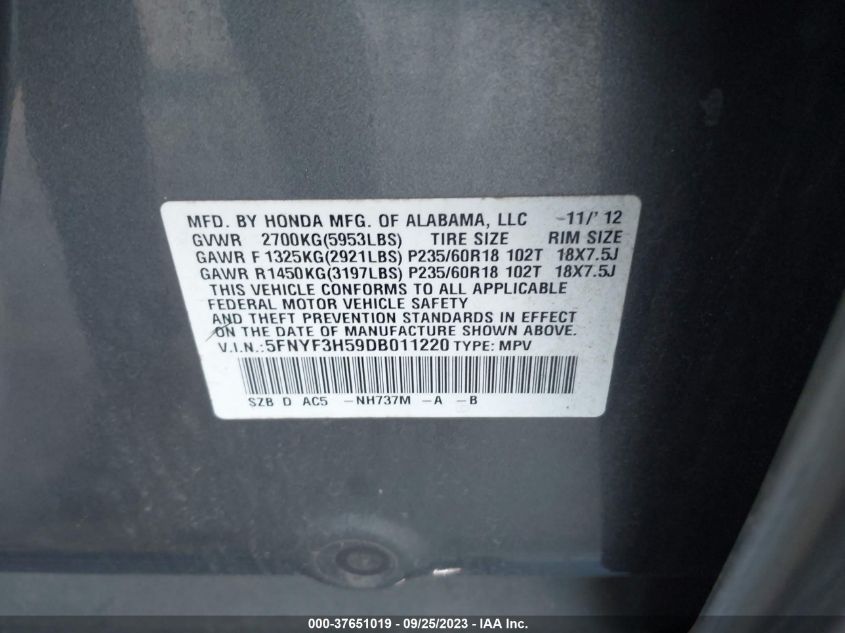 MFD. BY HONDA MFG. OF ALABAMA, LLC -11/' 12
GVWR 2700KG(5953LBS) TIRE SIZE RIM SIZE
GAWR F 1325KG(2921LBS) P235/60R18 102T 18X7.5J
GAWR R1450KG(3197LBS) P235/60R18 102T 18X7.5J
THIS VEHICLE CONFORMS TO ALL APPLICABLE
FEDERAL MOTOR VEHICLE SAFETY
AND THEFT PREVENTION STANDARDS IN EFFECT
ON THE DATE OF MANUFACTURE SHOWN ABOVE.
V.I.N.:5FNYF3H59DB011220 TYPE: MPV
SZB D AC5 -NH737M -A -B
000-37651019 - 09/25/2023 - IAA Inc.